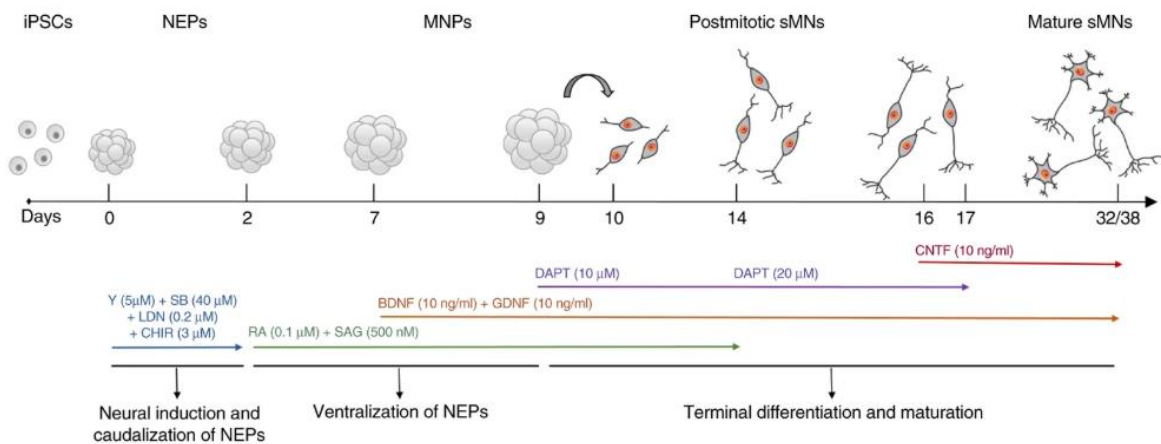 iPSCs NEPs MNPs Postmitotic sMNs Mature sMNs
Days 0 2 7 9 10 14 16 17 32/38
CNTF (10 ng/ml)
DAPT (10 µM) DAPT (20 µM)
Y (5µM) + SB (40 µM)
+ LDN (0.2 µM)
+ CHIR (3 µM)
BDNF (10 ng/ml) + GDNF (10 ng/ml)
RA (0.1 µM) + SAG (500 nM)
Neural induction and
caudalization of NEPs
Ventralization of NEPs
Terminal differentiation and maturation